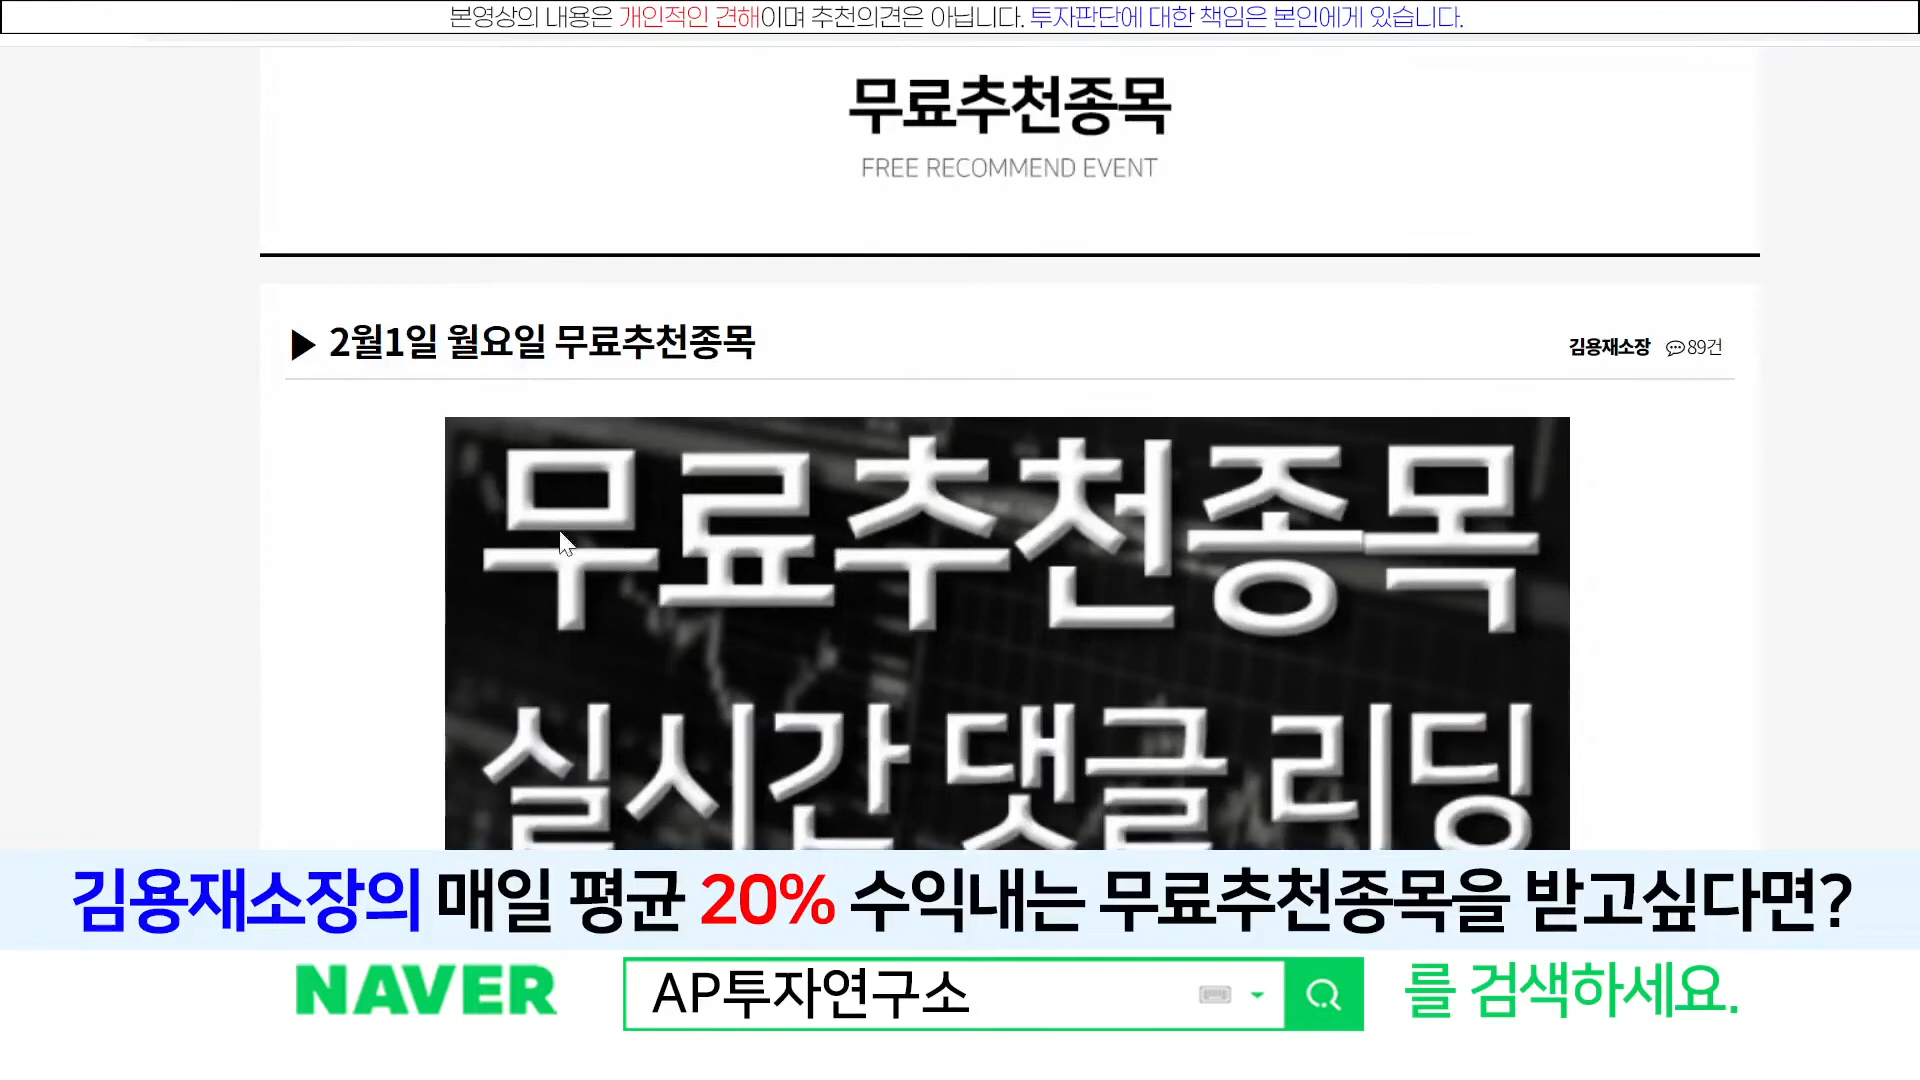 본영상의 내용은 개인적인 견해이며 추천의견은 아닙니다. 투자판단에 대한 책임은 본인에게 있습니다.
무료추천종목
FREE RECOMMEND EVENT
▶ 2월1일 월요일 무료추천종목
김용재소장 89건
무료추천종목
실시간 댓글 리딩
김용재소장의 매일 평균 20% 수익내는 무료추천종목을 받고싶다면?
NAVER AP투자연구소 를 검색하세요.